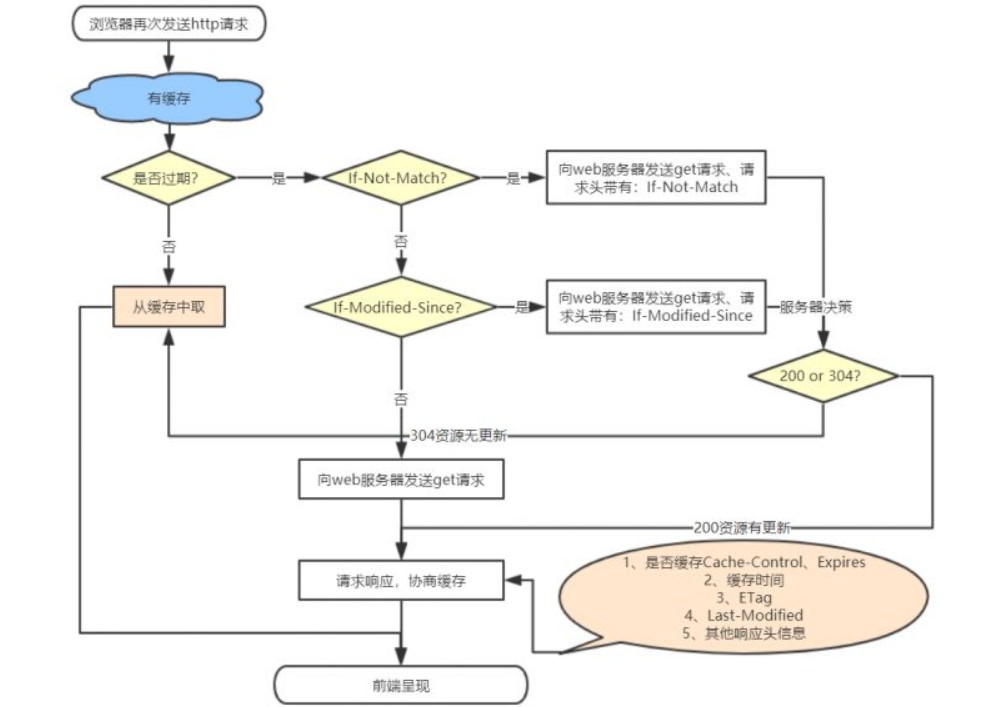 浏览器再次发送http请求
有缓存
是否过期?
是
If-Not-Match?
是
向web服务器发送get请求、请
求头带有：If-Not-Match
否
否
从缓存中取
If-Modified-Since?
是
向web服务器发送get请求、请
求头带有：If-Modified-Since
服务器决策
200 or 304?
否
304资源无更新
向web服务器发送get请求
200资源有更新
请求响应，协商缓存
1、是否缓存Cache-Control、Expires
2、缓存时间
3、ETag
4、Last-Modified
5、其他响应头信息
前端呈现